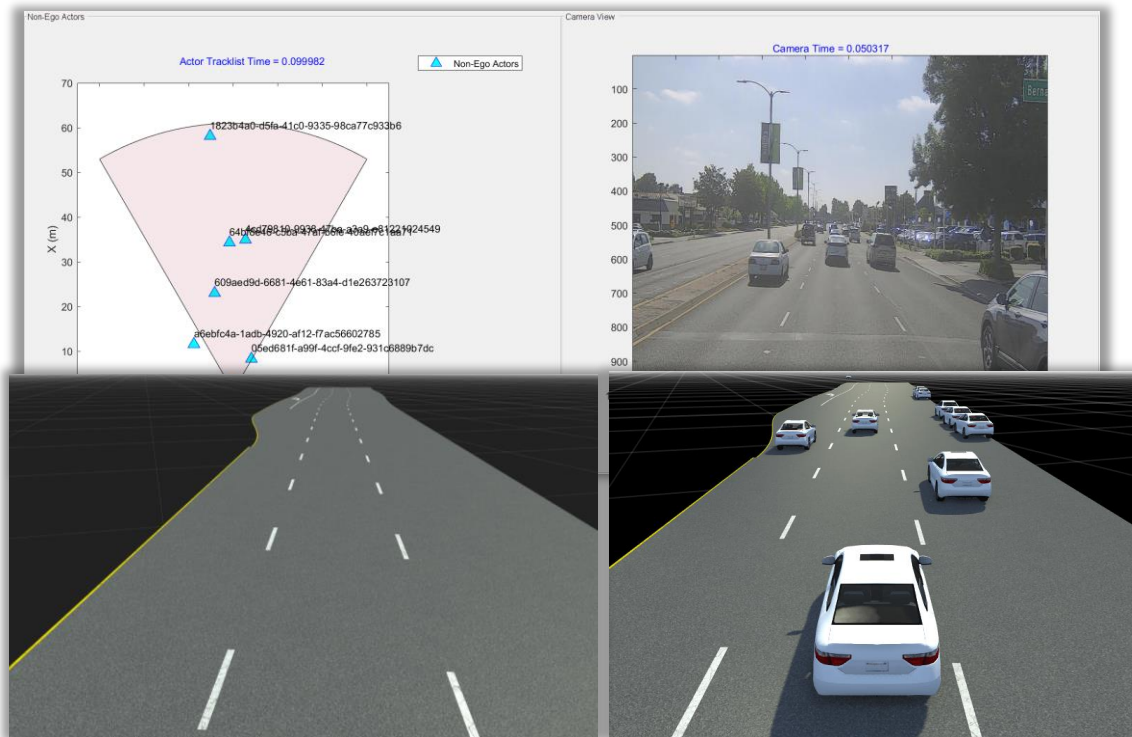 Non-Ego Actors
Actor Tracklist Time = 0.099982
Non-Ego Actors
70
60
50
40
30
20
10
X (m)
1823b4a0-d5fa-41c0-9335-98ca77c933b6
609aed9d-6681-4e61-83a4-d1e263723107
a6ebfc4a-1adb-4920-af12-f7ac56602785
05ed681f-a99f-4ccf-9fe2-931c6889b7dc
Camera View
Camera Time = 0.050317
100
200
300
400
500
600
700
800
900
Berna